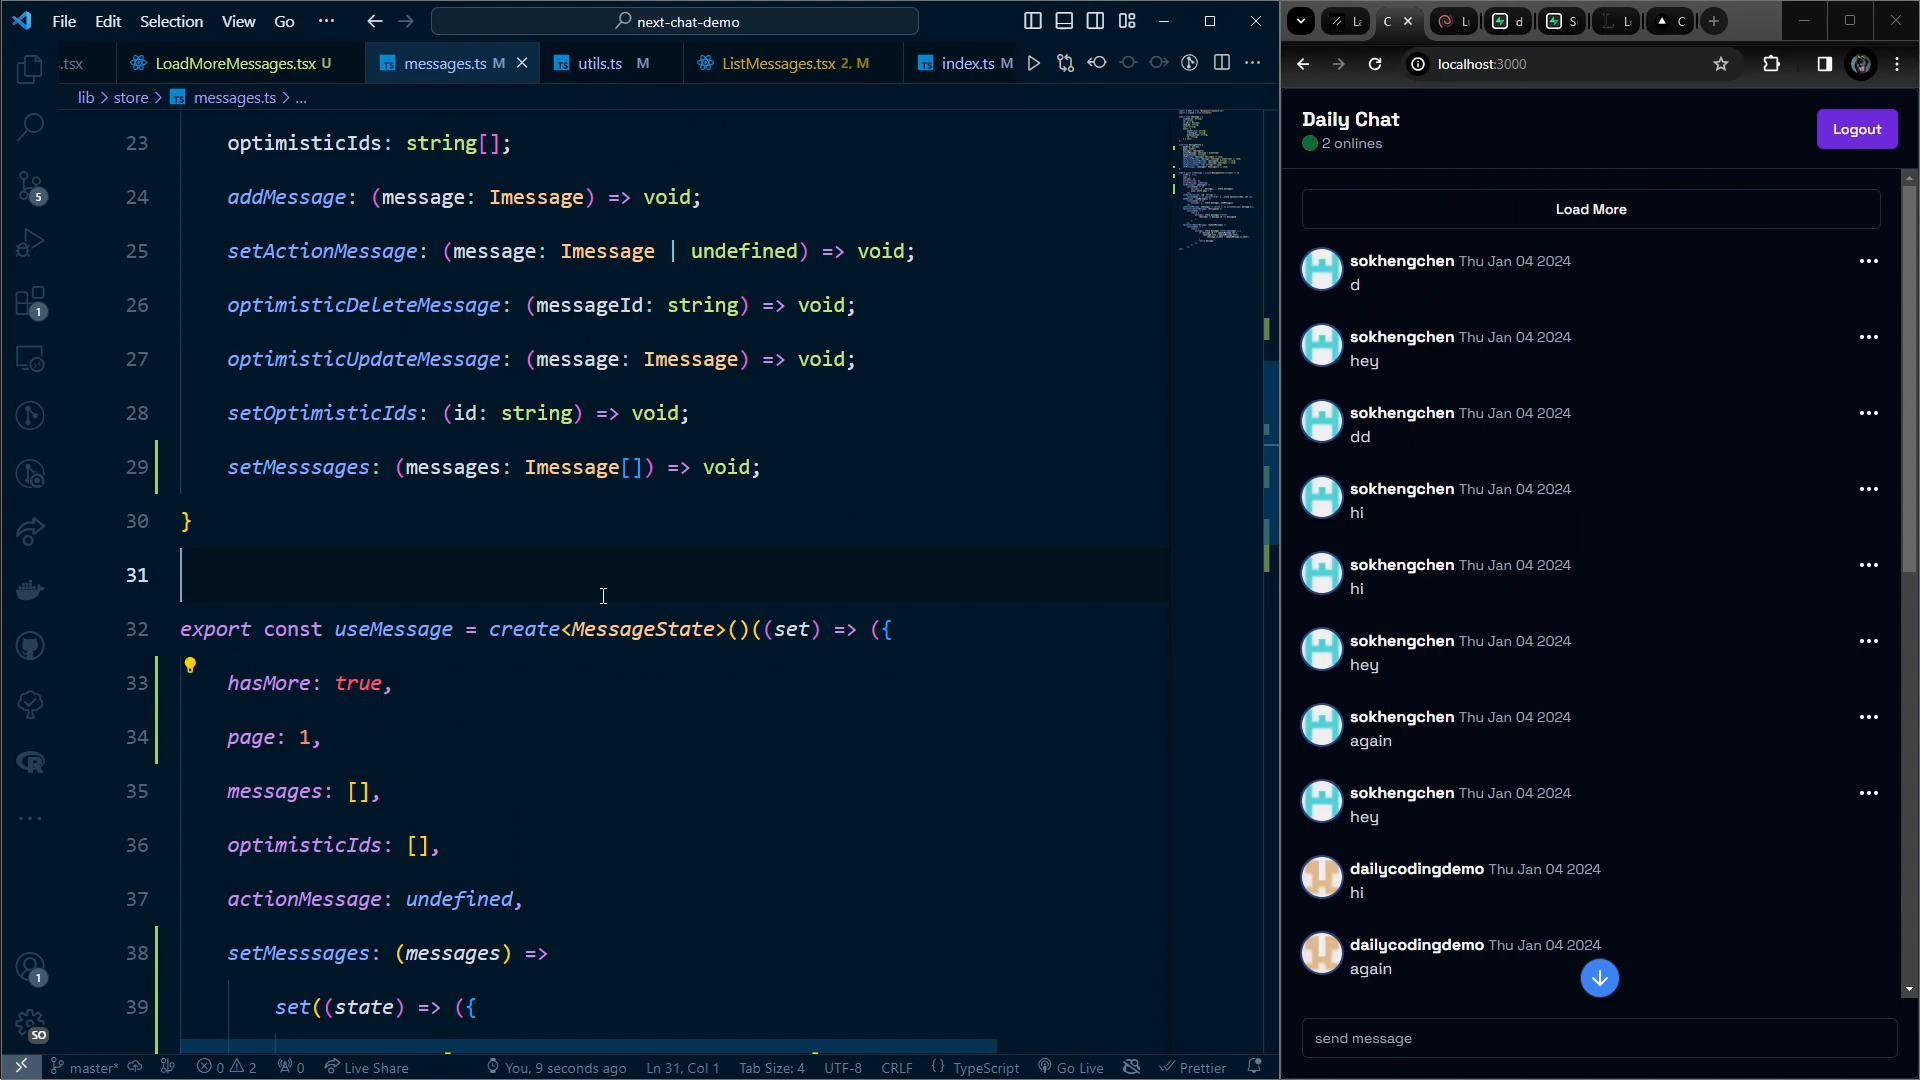 File Edit Selection View Go
next-chat-demo
.tsx
LoadMoreMessages.tsx U
TS messages.ts M
TS utils.ts M
ListMessages.tsx 2, M
TS index.ts M
lib > store > TS messages.ts > ...
23 optimisticIds: string[];
24 addMessage: (message: Imessage) => void;
25 setActionMessage: (message: Imessage | undefined) => void;
26 optimisticDeleteMessage: (messageId: string) => void;
27 optimisticUpdateMessage: (message: Imessage) => void;
28 setOptimisticIds: (id: string) => void;
29 setMesssages: (messages: Imessage[]) => void;
30 }
31
32 export const useMessage = create<MessageState>()((set) => ({
33 hasMore: true,
34 page: 1,
35 messages: [],
36 optimisticIds: [],
37 actionMessage: undefined,
38 setMesssages: (messages) =>
39 set((state) => ({
5
1
1
SO
master*
0 2
0
Live Share
You, 9 seconds ago
Ln 31, Col 1
Tab Size: 4
UTF-8
CRLF
{ } TypeScript
Go Live
Prettier
C
d
C
localhost:3000
Daily Chat
2 onlines
Logout
Load More
sokhengchen Thu Jan 04 2024
d
sokhengchen Thu Jan 04 2024
hey
sokhengchen Thu Jan 04 2024
dd
sokhengchen Thu Jan 04 2024
hi
sokhengchen Thu Jan 04 2024
hi
sokhengchen Thu Jan 04 2024
hey
sokhengchen Thu Jan 04 2024
again
sokhengchen Thu Jan 04 2024
hey
dailycodingdemo Thu Jan 04 2024
hi
dailycodingdemo Thu Jan 04 2024
again
send message